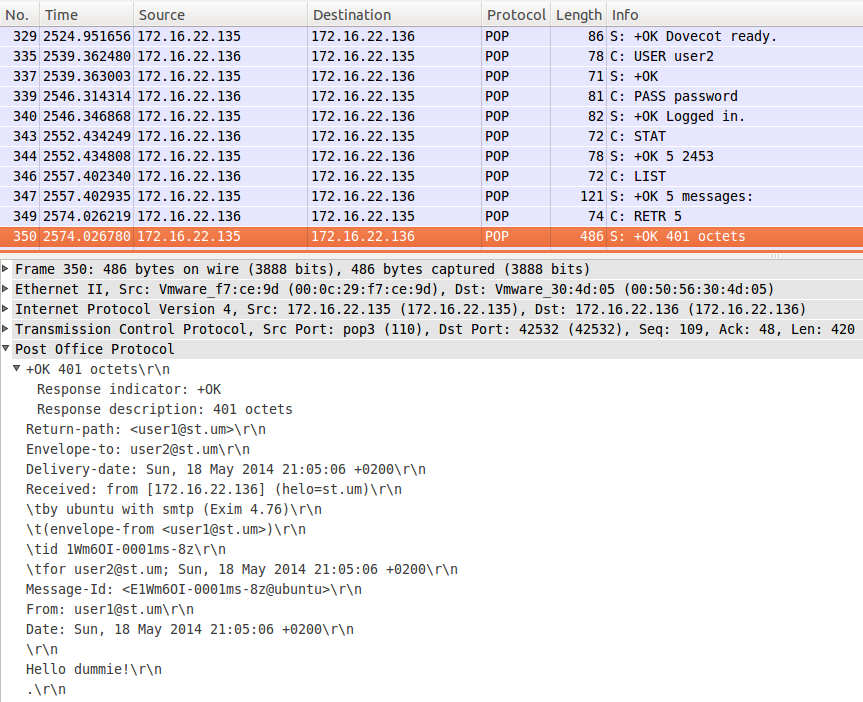 No. Time Source Destination Protocol Length Info
329 2524.951656 172.16.22.135 172.16.22.136 POP 86 S: +OK Dovecot ready.
335 2539.362480 172.16.22.136 172.16.22.135 POP 78 C: USER user2
337 2539.363003 172.16.22.135 172.16.22.136 POP 71 S: +OK
339 2546.314314 172.16.22.136 172.16.22.135 POP 81 C: PASS password
340 2546.346868 172.16.22.135 172.16.22.136 POP 82 S: +OK Logged in.
343 2552.434249 172.16.22.136 172.16.22.135 POP 72 C: STAT
344 2552.434808 172.16.22.135 172.16.22.136 POP 78 S: +OK 5 2453
346 2557.402340 172.16.22.136 172.16.22.135 POP 72 C: LIST
347 2557.402935 172.16.22.135 172.16.22.136 POP 121 S: +OK 5 messages:
349 2574.026219 172.16.22.136 172.16.22.135 POP 74 C: RETR 5
350 2574.026780 172.16.22.135 172.16.22.136 POP 486 S: +OK 401 octets
Frame 350: 486 bytes on wire (3888 bits), 486 bytes captured (3888 bits)
Ethernet II, Src: Vmware_f7:ce:9d (00:0c:29:f7:ce:9d), Dst: Vmware_30:4d:05 (00:50:56:30:4d:05)
Internet Protocol Version 4, Src: 172.16.22.135 (172.16.22.135), Dst: 172.16.22.136 (172.16.22.136)
Transmission Control Protocol, Src Port: pop3 (110), Dst Port: 42532 (42532), Seq: 109, Ack: 48, Len: 420
Post Office Protocol
+OK 401 octets\r\n
Response indicator: +OK
Response description: 401 octets
Return-path: <user1@st.um>\r\n
Envelope-to: user2@st.um\r\n
Delivery-date: Sun, 18 May 2014 21:05:06 +0200\r\n
Received: from [172.16.22.136] (helo=st.um)\r\n
\tby ubuntu with smtp (Exim 4.76)\r\n
\t(envelope-from <user1@st.um>)\r\n
\tid 1Wm6OI-0001ms-8z\r\n
\tfor user2@st.um; Sun, 18 May 2014 21:05:06 +0200\r\n
Message-Id: <E1Wm6OI-0001ms-8z@ubuntu>\r\n
From: user1@st.um\r\n
Date: Sun, 18 May 2014 21:05:06 +0200\r\n
\r\n
Hello dummie!\r\n
.\r\n